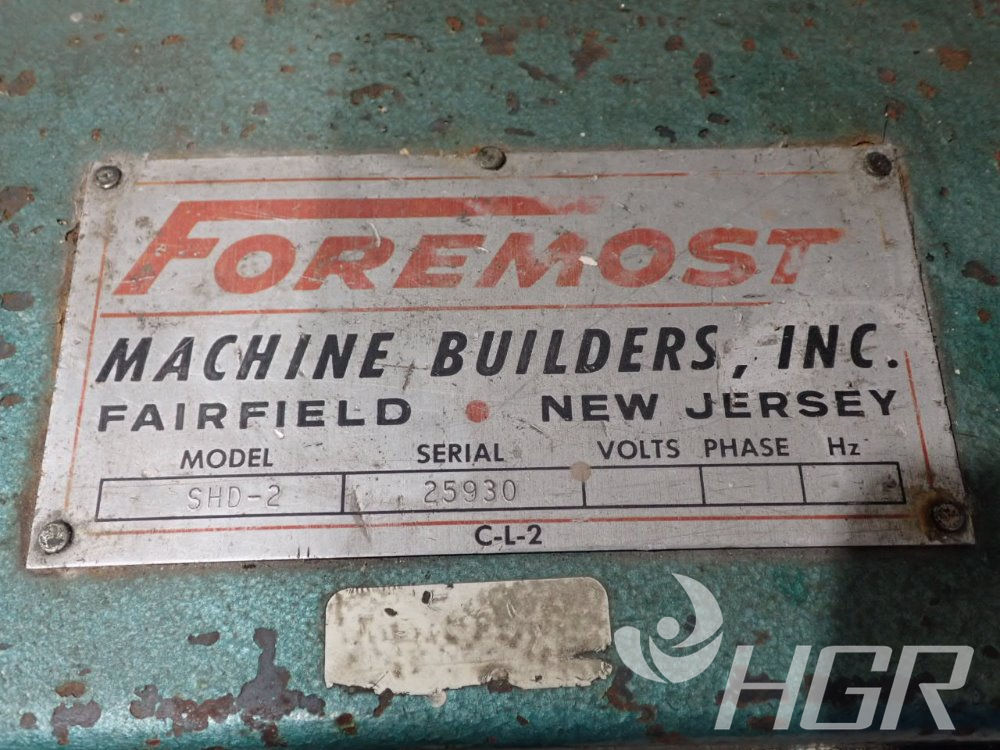 FOREMOST
MACHINE BUILDERS, INC.
FAIRFIELD • NEW JERSEY
MODEL SERIAL VOLTS PHASE Hz
SHD-2 25930
C-L-2
HGR